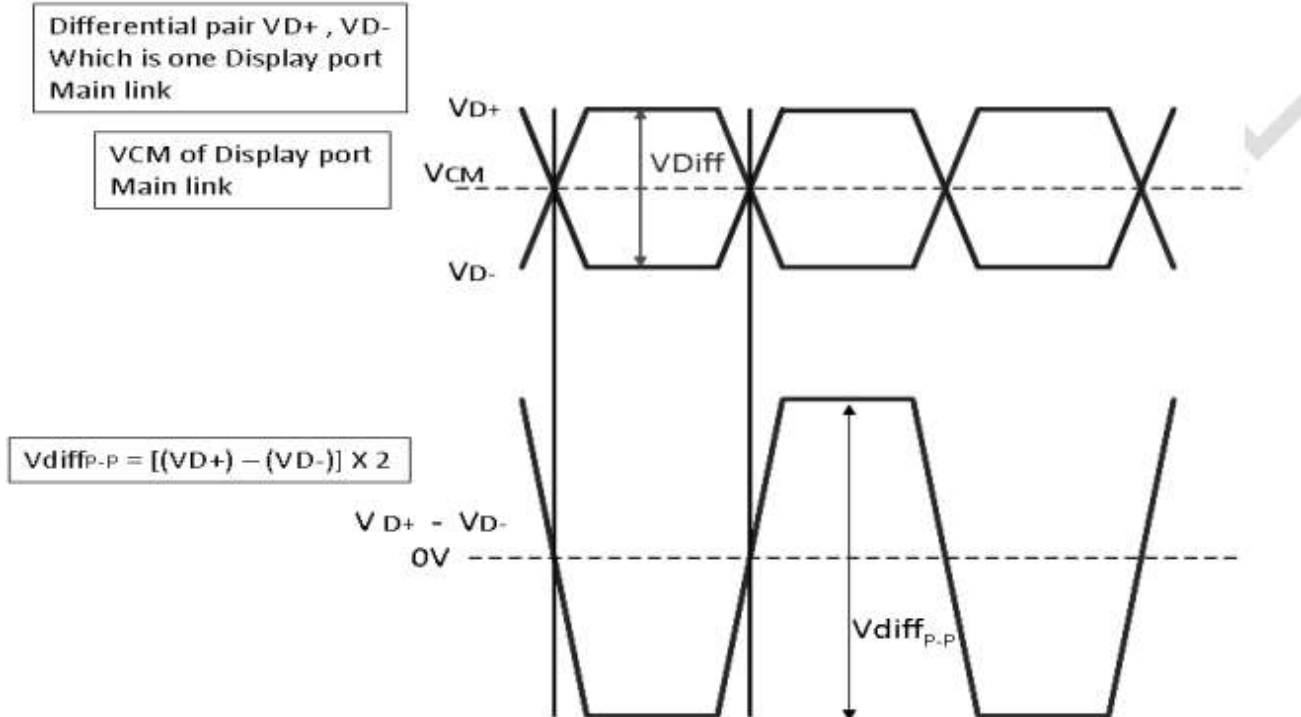 Differential pair VD+ , VD-
Which is one Display port
Main link
VD+
VCM of Display port
Main link
VDiff
VCM
VD-
VdiffP-P = [(VD+) – (VD-)] X 2
V D+ - VD-
0V
VdiffP-P